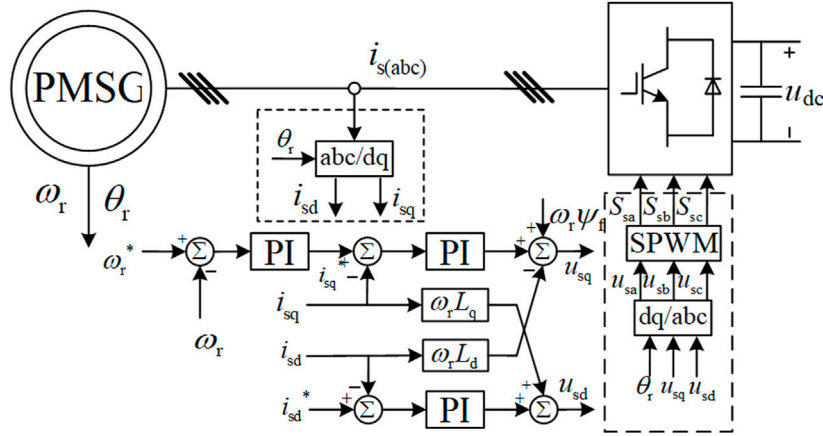 PMSG
i_s(abc)
+
u_dc
−
θ_r
abc/dq
i_sd
i_sq
ω_r
θ_r
S_sa
S_sb
S_sc
SPWM
u_sa
u_sb
u_sc
dq/abc
θ_r
u_sq
u_sd
ω_r*
+
Σ
−
ω_r
PI
i_sq*
+
Σ
−
PI
+
+
Σ
−
ω_r ψ_f
u_sq
i_sq
ω_r L_q
i_sd
ω_r L_d
i_sd*
−
+
Σ
PI
+
+
Σ
u_sd